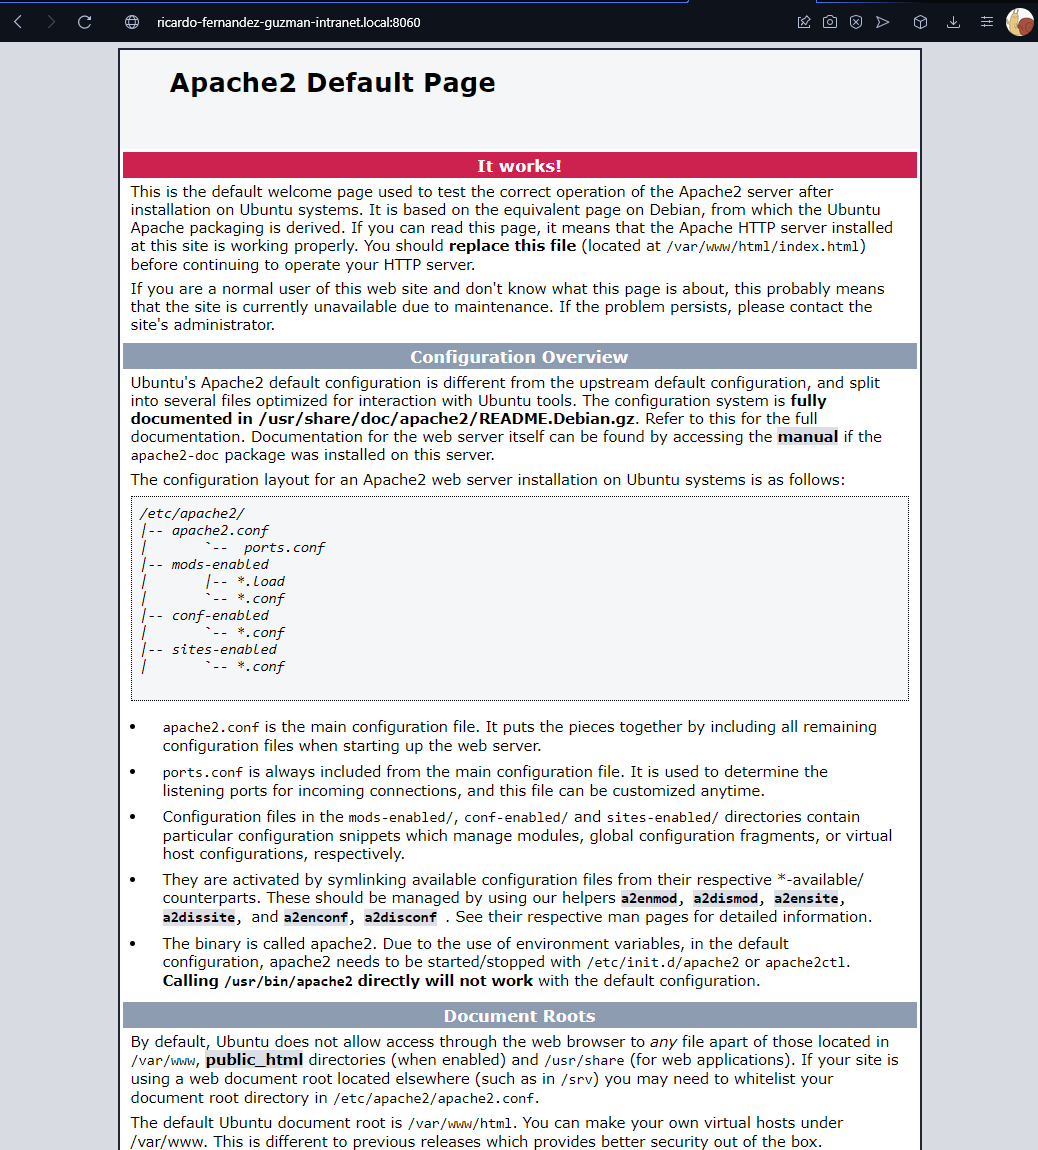 ricardo-fernandez-guzman-intranet.local:8060
Apache2 Default Page
It works!
This is the default welcome page used to test the correct operation of the Apache2 server after
installation on Ubuntu systems. It is based on the equivalent page on Debian, from which the Ubuntu
Apache packaging is derived. If you can read this page, it means that the Apache HTTP server installed
at this site is working properly. You should replace this file (located at /var/www/html/index.html)
before continuing to operate your HTTP server.
If you are a normal user of this web site and don't know what this page is about, this probably means
that the site is currently unavailable due to maintenance. If the problem persists, please contact the
site's administrator.
Configuration Overview
Ubuntu's Apache2 default configuration is different from the upstream default configuration, and split
into several files optimized for interaction with Ubuntu tools. The configuration system is fully
documented in /usr/share/doc/apache2/README.Debian.gz. Refer to this for the full
documentation. Documentation for the web server itself can be found by accessing the manual if the
apache2-doc package was installed on this server.
The configuration layout for an Apache2 web server installation on Ubuntu systems is as follows:
/etc/apache2/
|-- apache2.conf
|       `--  ports.conf
|-- mods-enabled
|       |-- *.load
|       `-- *.conf
|-- conf-enabled
|       `-- *.conf
|-- sites-enabled
|       `-- *.conf
• apache2.conf is the main configuration file. It puts the pieces together by including all remaining
configuration files when starting up the web server.
• ports.conf is always included from the main configuration file. It is used to determine the
listening ports for incoming connections, and this file can be customized anytime.
• Configuration files in the mods-enabled/, conf-enabled/ and sites-enabled/ directories contain
particular configuration snippets which manage modules, global configuration fragments, or virtual
host configurations, respectively.
• They are activated by symlinking available configuration files from their respective *-available/
counterparts. These should be managed by using our helpers a2enmod, a2dismod, a2ensite,
a2dissite, and a2enconf, a2disconf . See their respective man pages for detailed information.
• The binary is called apache2. Due to the use of environment variables, in the default
configuration, apache2 needs to be started/stopped with /etc/init.d/apache2 or apache2ctl.
Calling /usr/bin/apache2 directly will not work with the default configuration.
Document Roots
By default, Ubuntu does not allow access through the web browser to any file apart of those located in
/var/www, public_html directories (when enabled) and /usr/share (for web applications). If your site is
using a web document root located elsewhere (such as in /srv) you may need to whitelist your
document root directory in /etc/apache2/apache2.conf.
The default Ubuntu document root is /var/www/html. You can make your own virtual hosts under
/var/www. This is different to previous releases which provides better security out of the box.